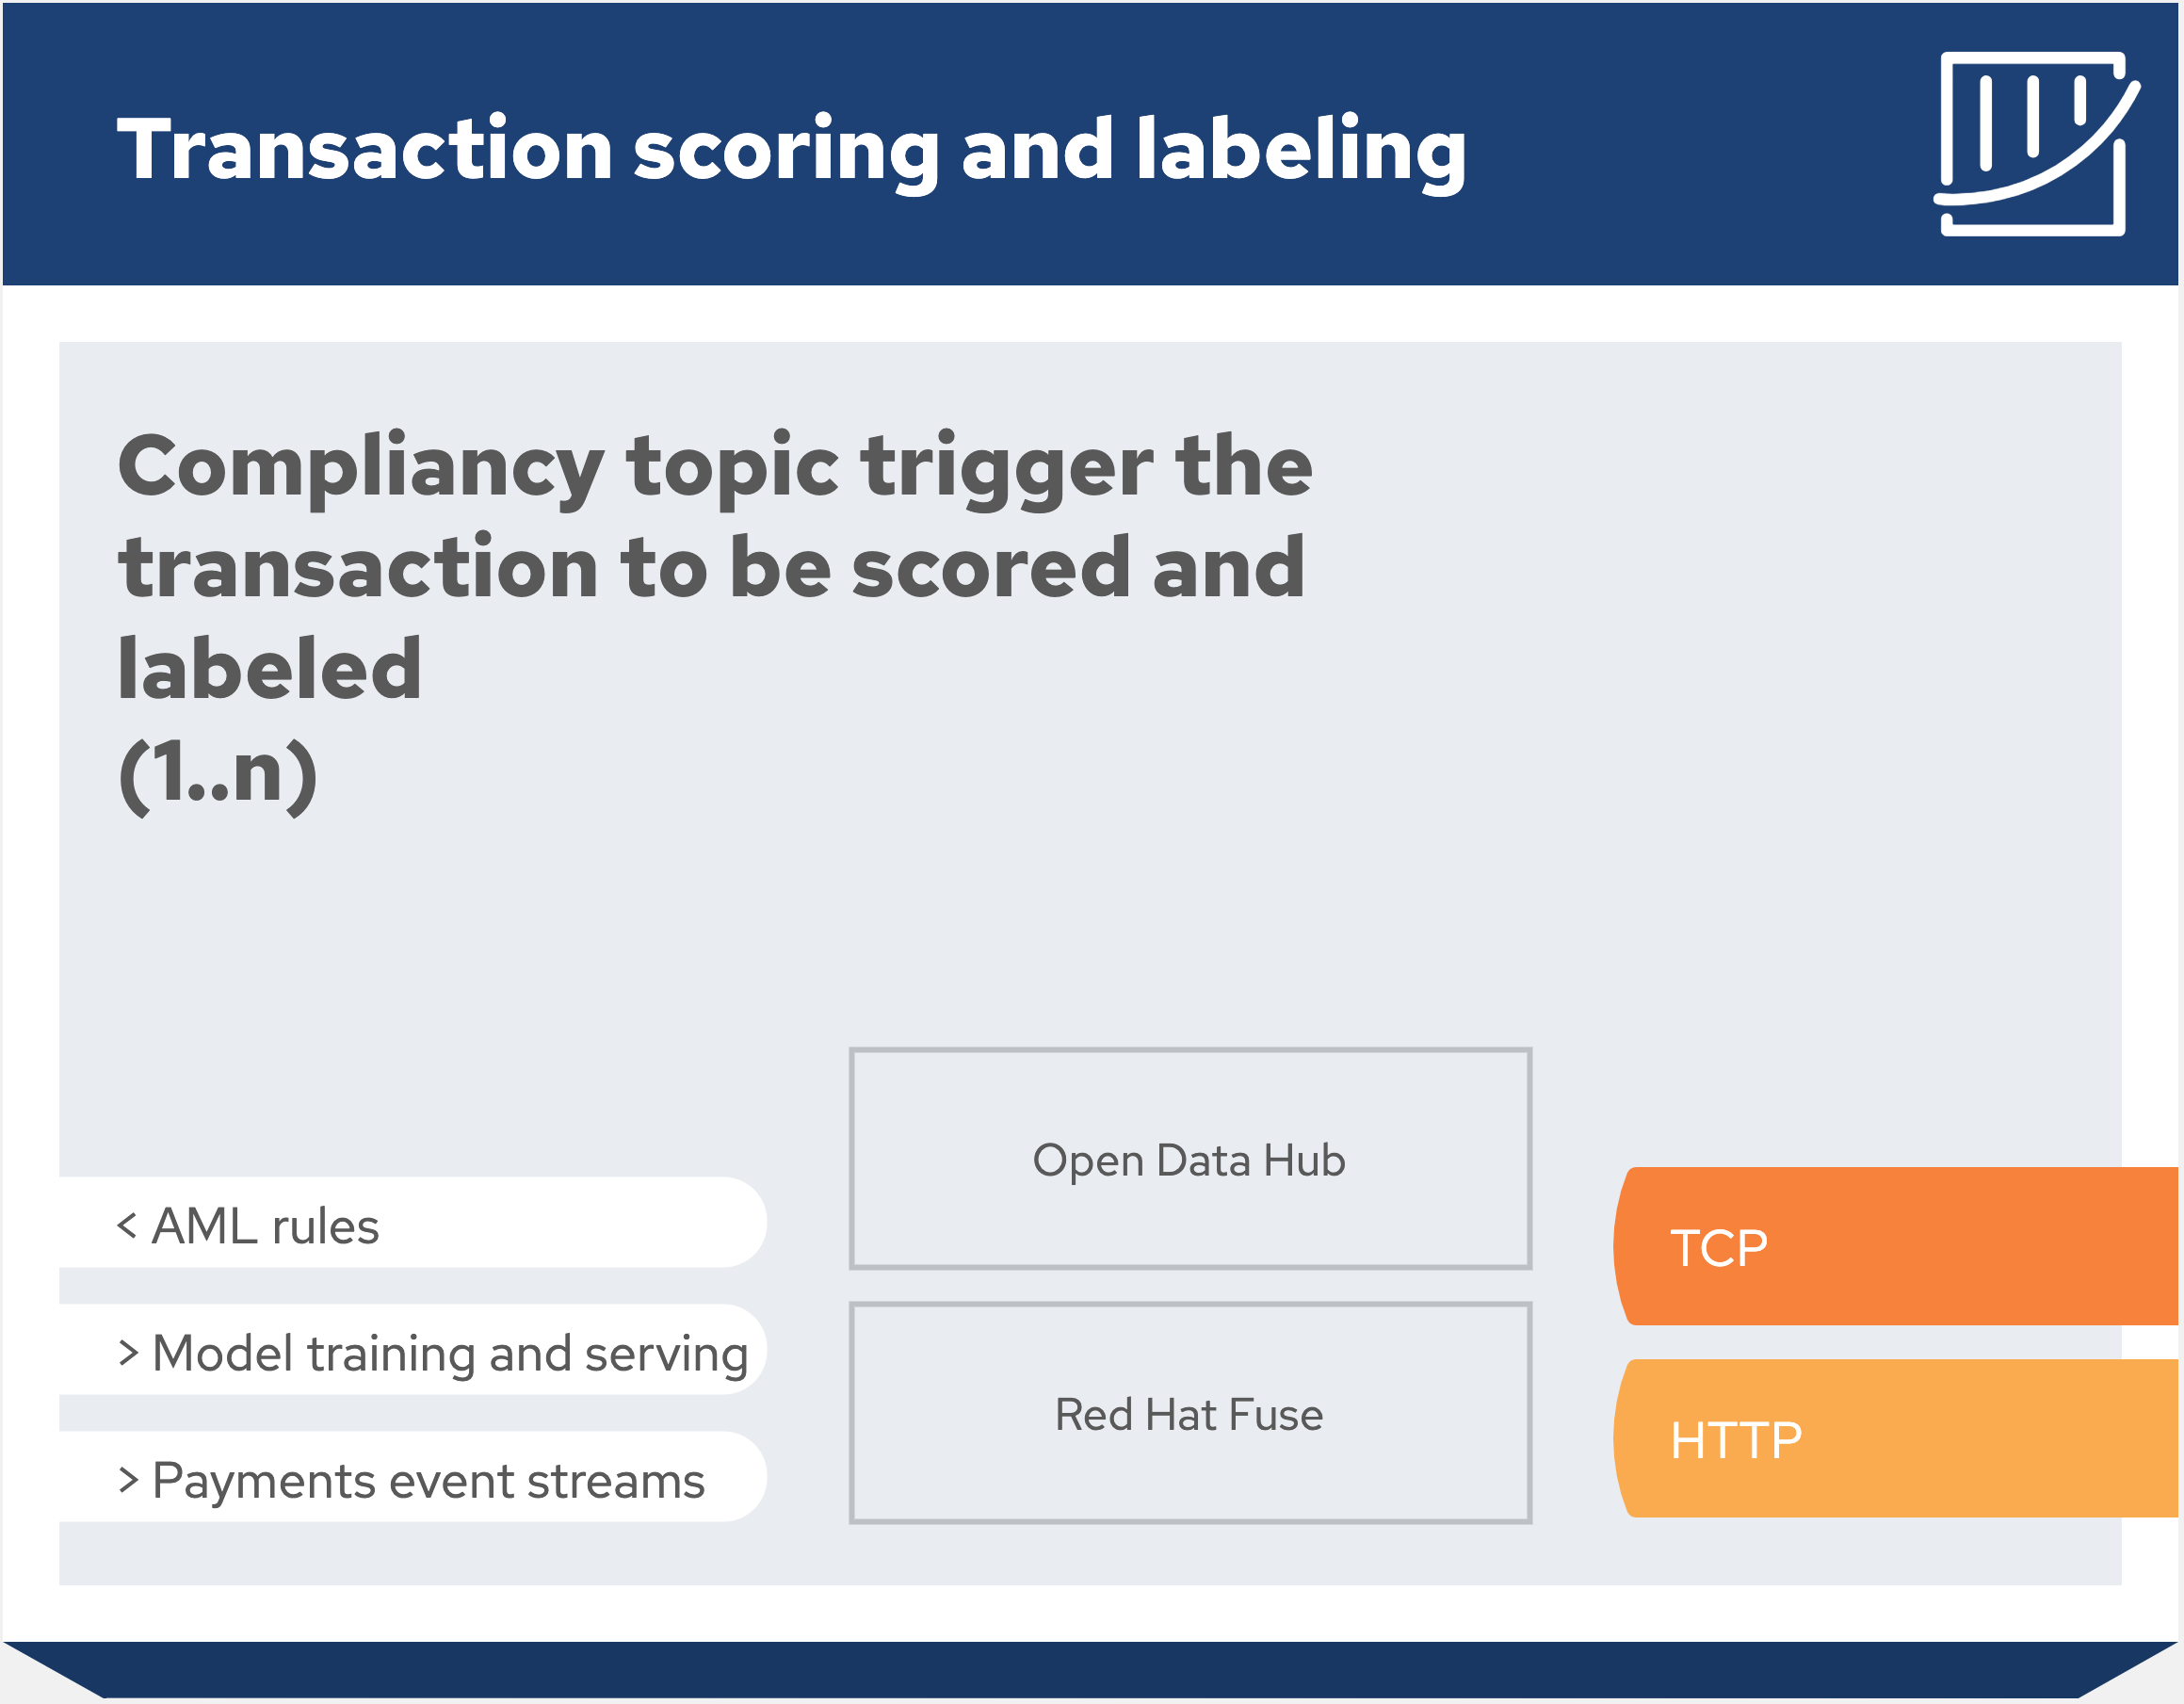 Transaction scoring and labeling
Compliancy topic trigger the
transaction to be scored and
labeled
(1..n)
Open Data Hub
< AML rules
TCP
> Model training and serving
Red Hat Fuse
HTTP
> Payments event streams